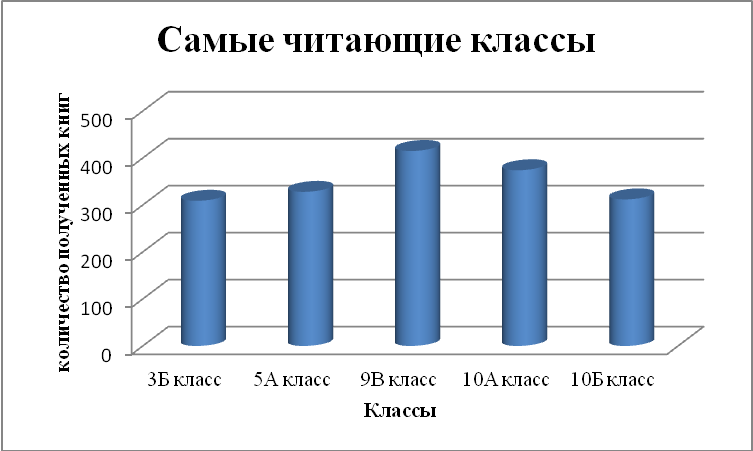 Самые читающие классы
количество полученных книг
500
400
300
200
100
0
3Б класс 5А класс 9В класс 10А класс 10Б класс
Классы